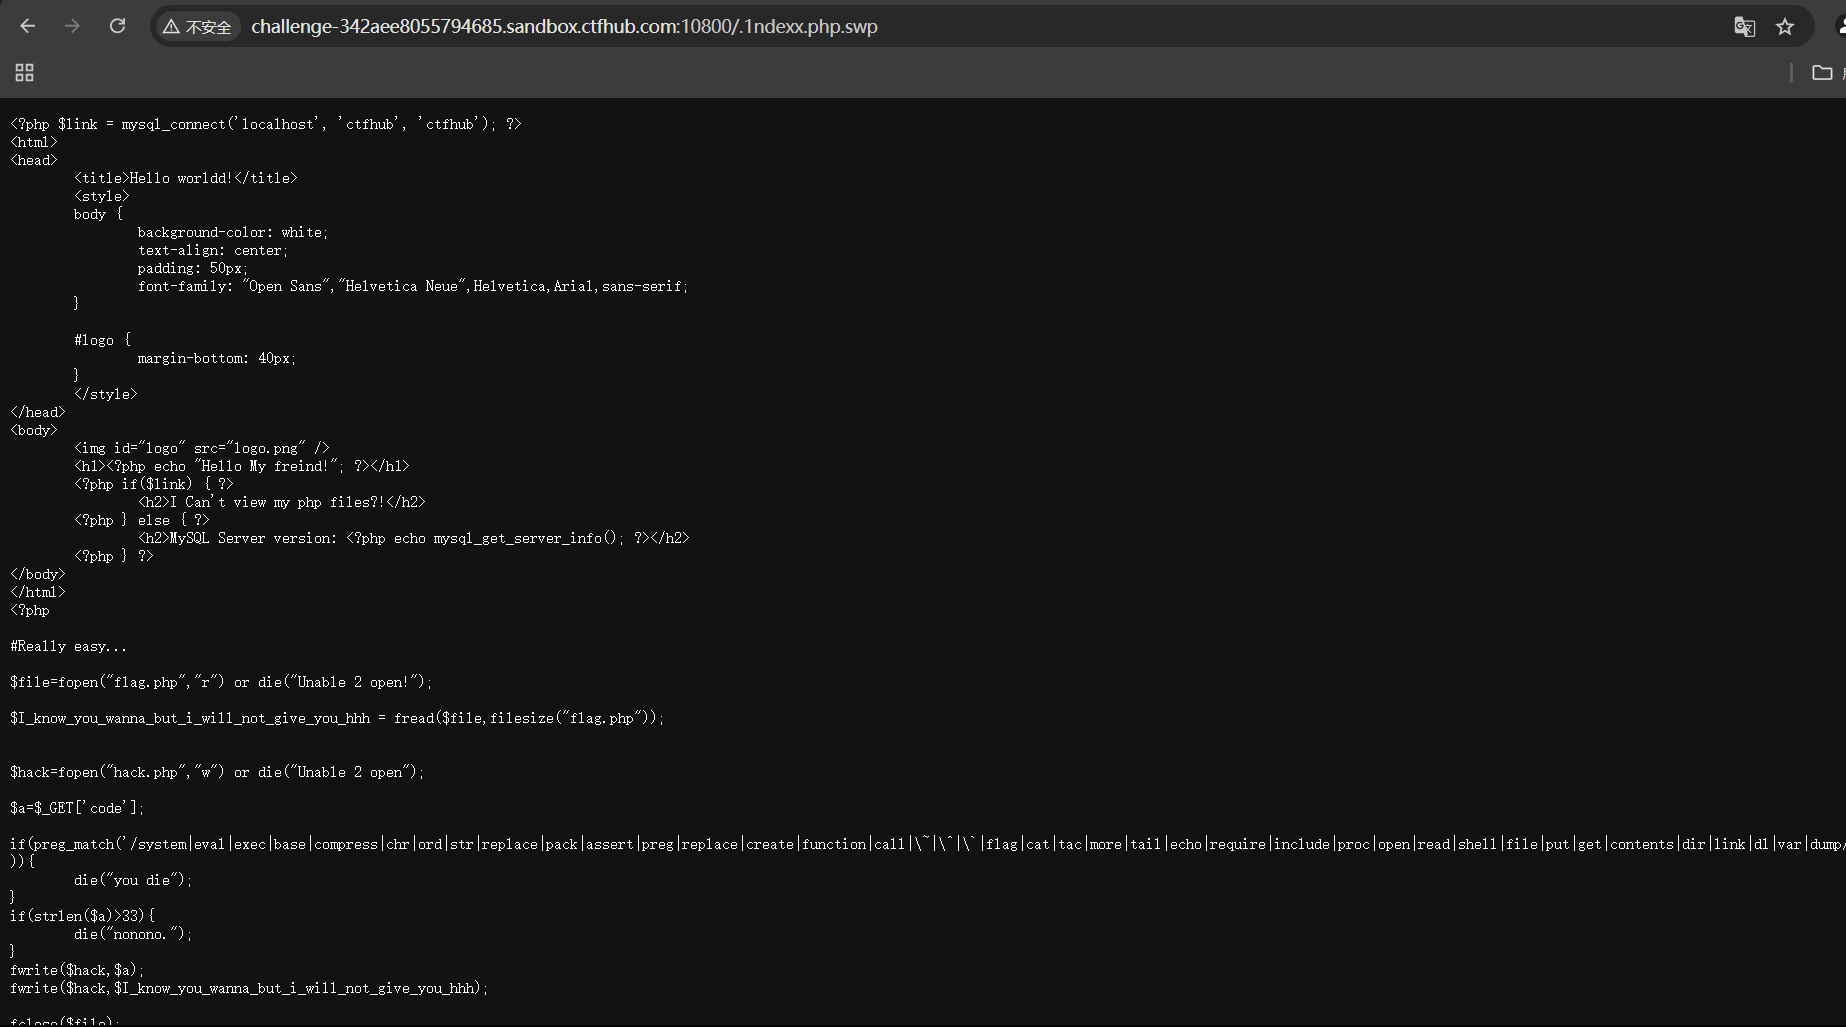 不安全 challenge-342aee8055794685.sandbox.ctfhub.com:10800/.1ndexx.php.swp
<?php $link = mysql_connect('localhost', 'ctfhub', 'ctfhub'); ?>
<html>
<head>
        <title>Hello worldd!</title>
        <style>
        body {
                background-color: white;
                text-align: center;
                padding: 50px;
                font-family: "Open Sans","Helvetica Neue",Helvetica,Arial,sans-serif;
        }
        #logo {
                margin-bottom: 40px;
        }
        </style>
</head>
<body>
        <img id="logo" src="logo.png" />
        <h1><?php echo "Hello My freind!"; ?></h1>
        <?php if($link) { ?>
                <h2>I Can't view my php files?!</h2>
        <?php } else { ?>
                <h2>MySQL Server version: <?php echo mysql_get_server_info(); ?></h2>
        <?php } ?>
</body>
</html>
<?php
#Really easy...
$file=fopen("flag.php","r") or die("Unable 2 open!");
$I_know_you_wanna_but_i_will_not_give_you_hhh = fread($file,filesize("flag.php"));
$hack=fopen("hack.php","w") or die("Unable 2 open");
$a=$_GET['code'];
if(preg_match('/system|eval|exec|base|compress|chr|ord|str|replace|pack|assert|preg|replace|create|function|call|\~|\^|\`|flag|cat|tac|more|tail|echo|require|include|proc|open|read|shell|file|put|get|contents|dir|link|dl|var|dump/
)){
        die("you die");
}
if(strlen($a)>33){
        die("nonono.");
}
fwrite($hack,$a);
fwrite($hack,$I_know_you_wanna_but_i_will_not_give_you_hhh);
fclose($file);